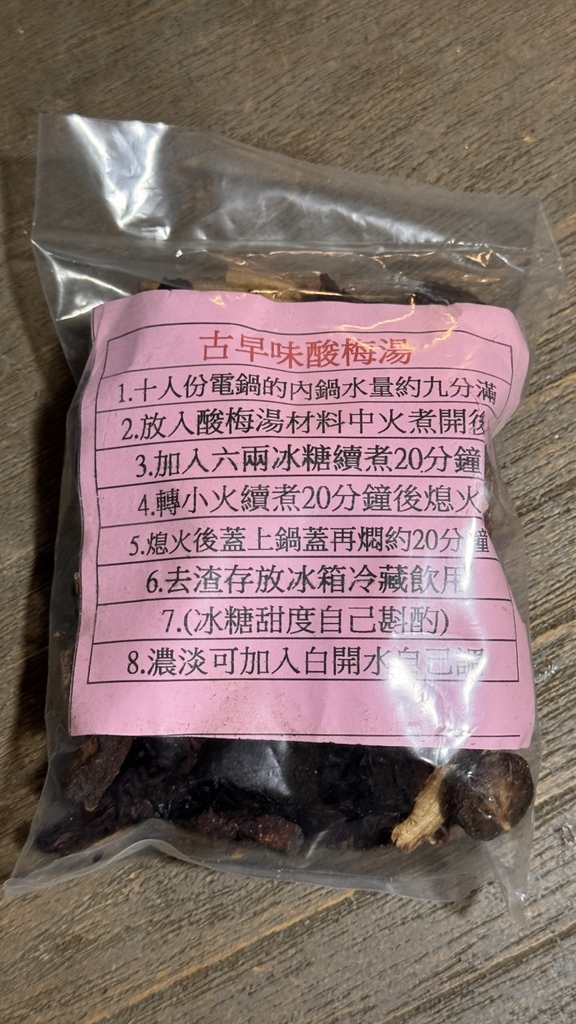 古早味酸梅湯
1.十人份電鍋的內鍋水量約九分滿
2.放入酸梅湯材料中火煮開後
3.加入六兩冰糖續煮20分鐘
4.轉小火續煮20分鐘後熄火
5.熄火後蓋上鍋蓋再燜約20分鐘
6.去渣存放冰箱冷藏飲用
7.(冰糖甜度自己斟酌)
8.濃淡可加入白開水自己調